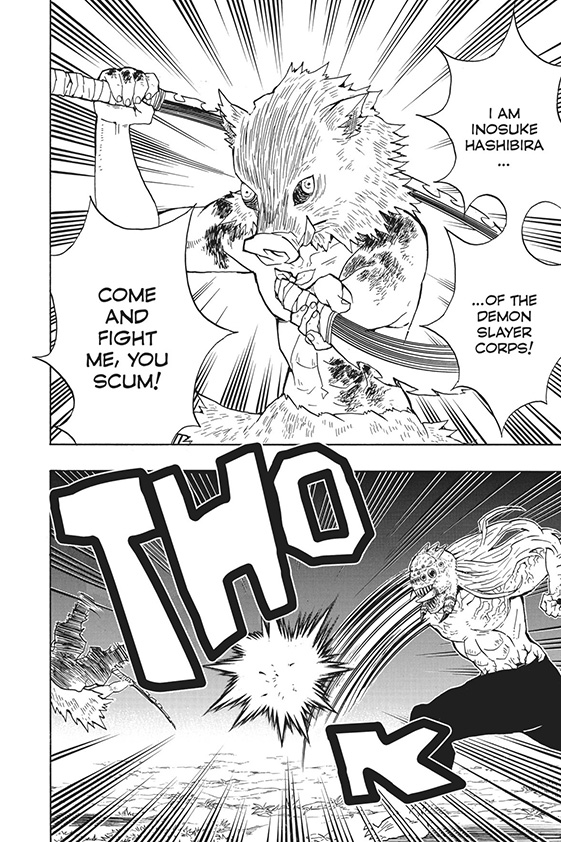 I AM
INOSUKE
HASHIBIRA
...
...OF THE
DEMON
SLAYER
CORPS!
COME
AND
FIGHT
ME, YOU
SCUM!
THO
K